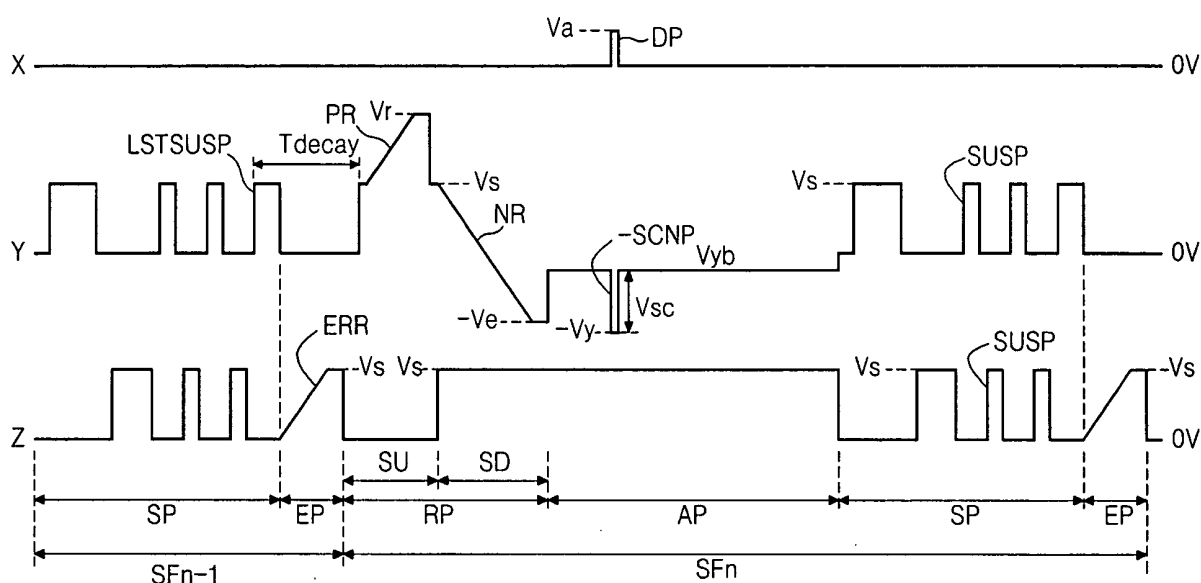 Va
DP
X
0V
PR
Vr
LSTSUSP
Tdecay
Vs
Vs
SUSP
NR
-SCNP
Y
Vyb
0V
Vsc
-Ve
-Vy
ERR
SUSP
Vs
Vs
Vs
Vs
Z
0V
SU
SD
SP
EP
RP
AP
SP
EP
SFn-1
SFn